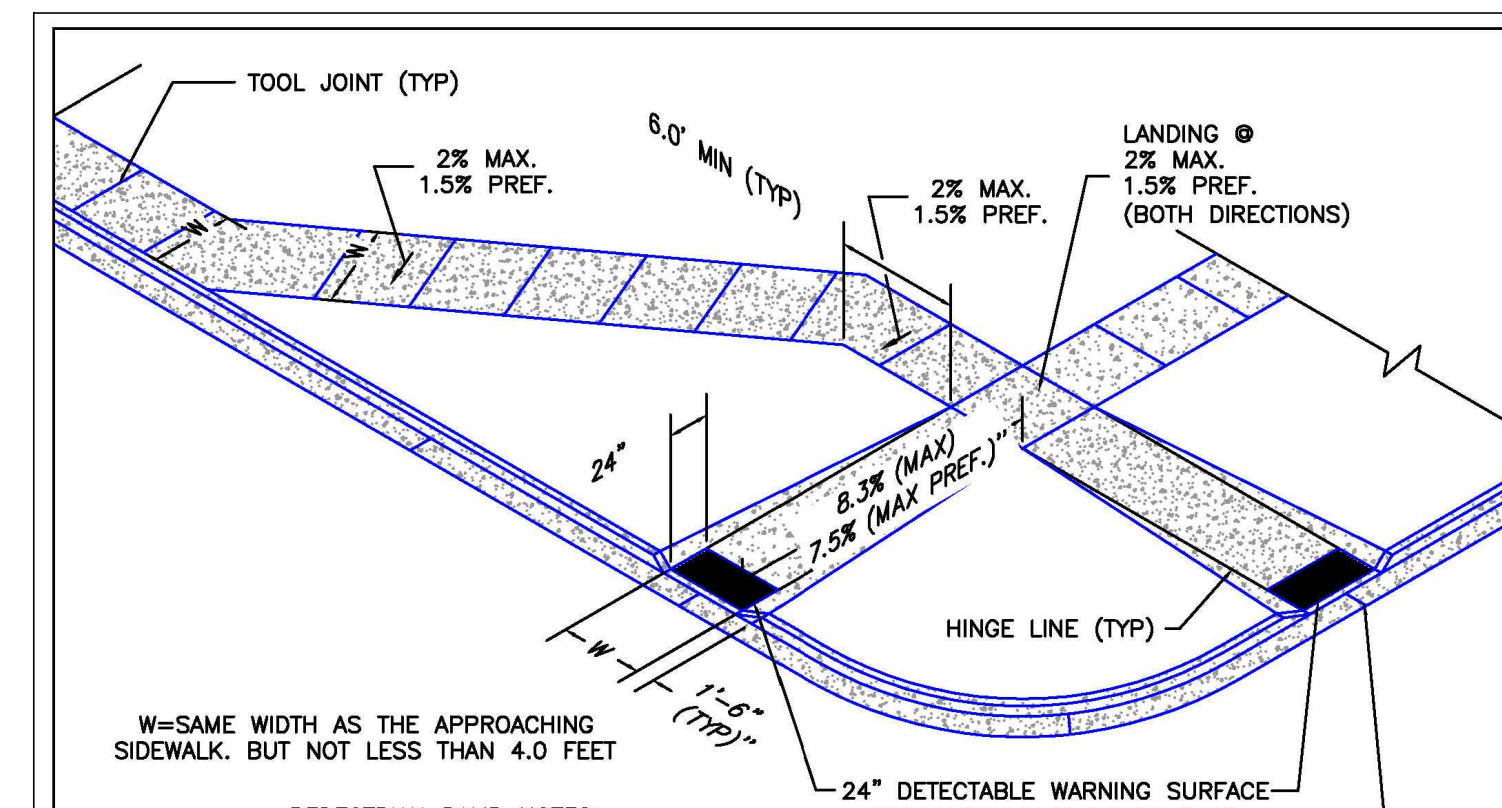 TOOL JOINT (TYP)
2% MAX.
1.5% PREF.
6.0' MIN (TYP)
2% MAX.
1.5% PREF.
LANDING @
2% MAX.
1.5% PREF.
(BOTH DIRECTIONS)
W
W
24"
8.3% (MAX)
7.5% (MAX PREF.)"
HINGE LINE (TYP)
W
1'-6"
(TYP)"
W=SAME WIDTH AS THE APPROACHING
SIDEWALK. BUT NOT LESS THAN 4.0 FEET
24" DETECTABLE WARNING SURFACE